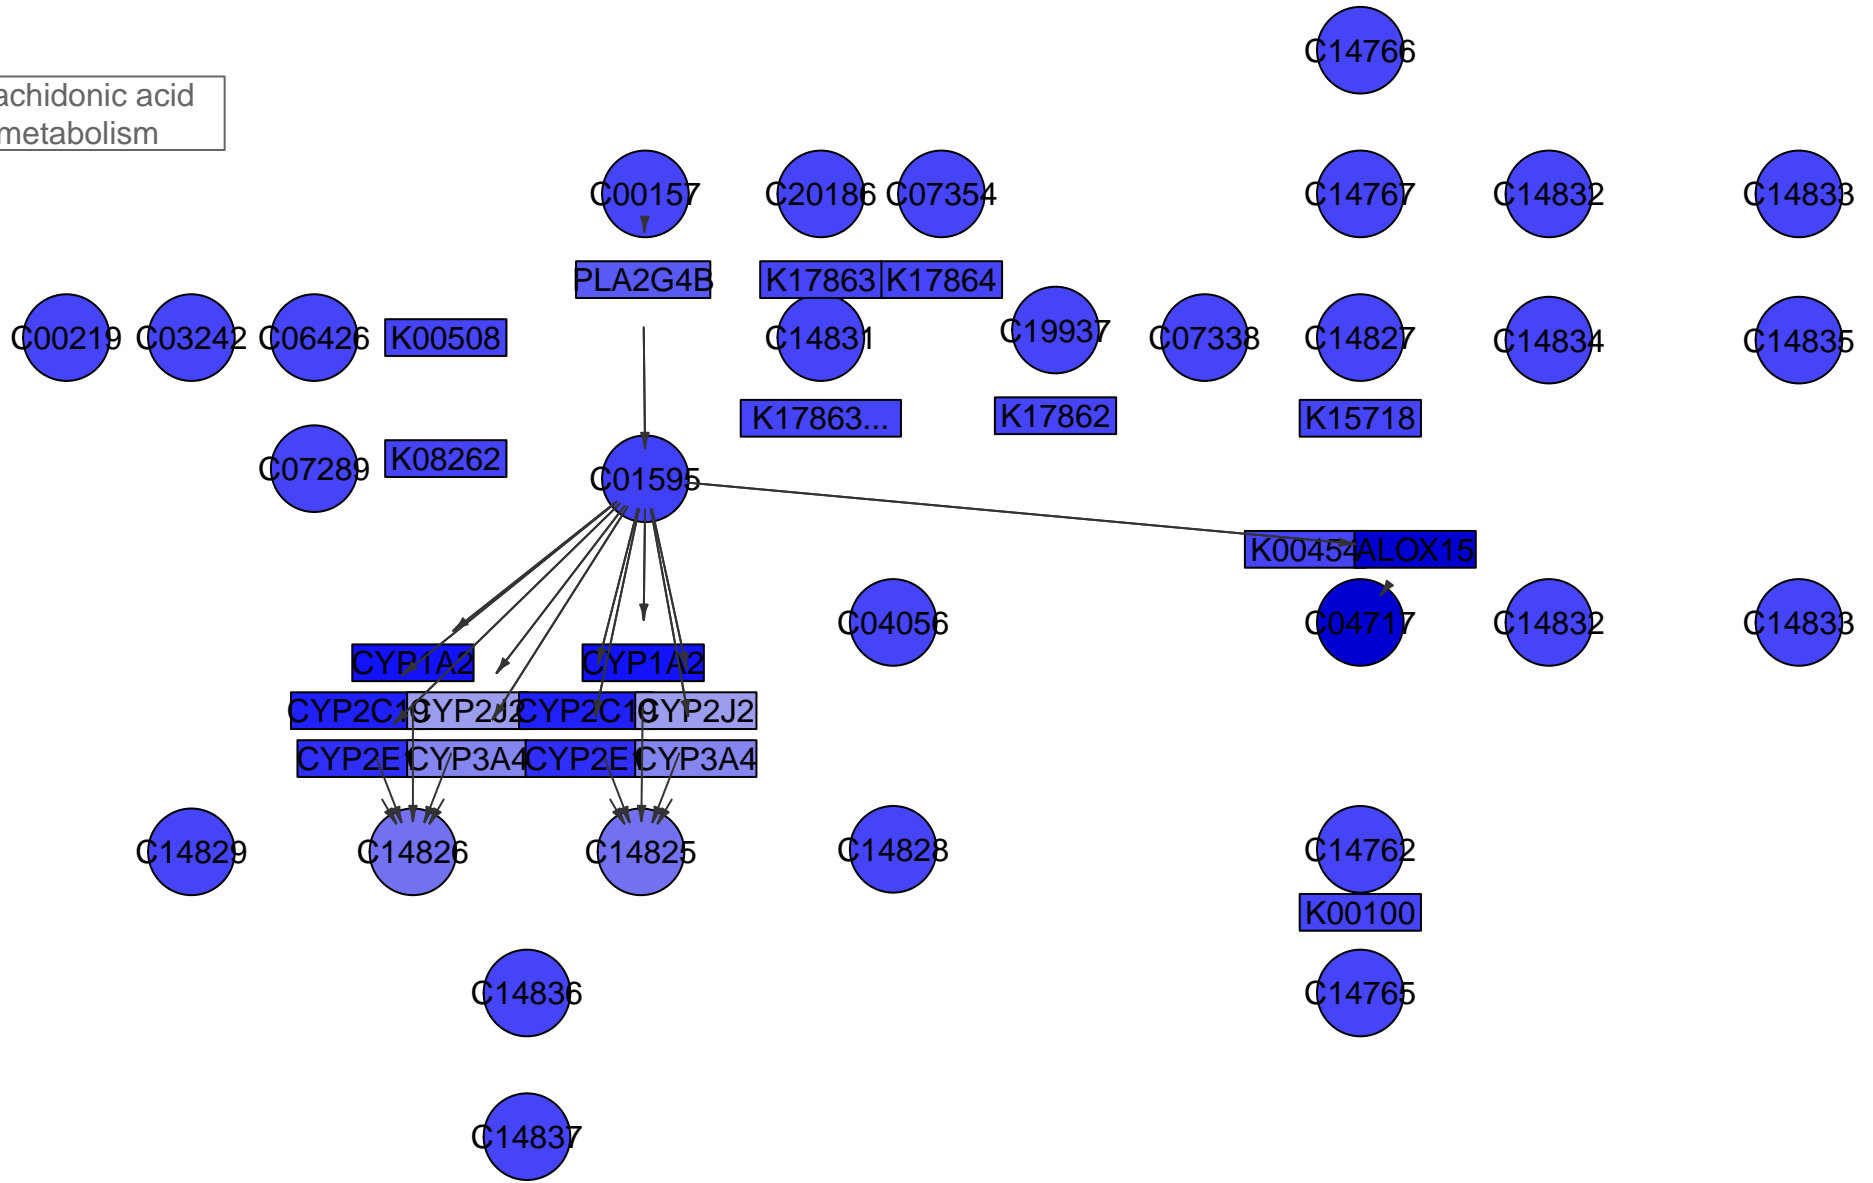 C14766
achidonic acid
metabolism
C00157
C20186
C07354
C14767
C14832
C14833
PLA2G4B
K17863
K17864
C00219
C03242
C06426
K00508
C14831
C19937
C07338
C14827
C14834
C14835
K17863...
K17862
K15718
C07289
K08262
C01595
K00454
ALOX15
C04056
C04717
C14832
C14833
CYP1A2
CYP1A2
CYP2C19
CYP2J2
CYP2C19
CYP2J2
CYP2E1
CYP3A4
CYP2E1
CYP3A4
C14829
C14826
C14825
C14828
C14762
K00100
C14836
C14765
C14837